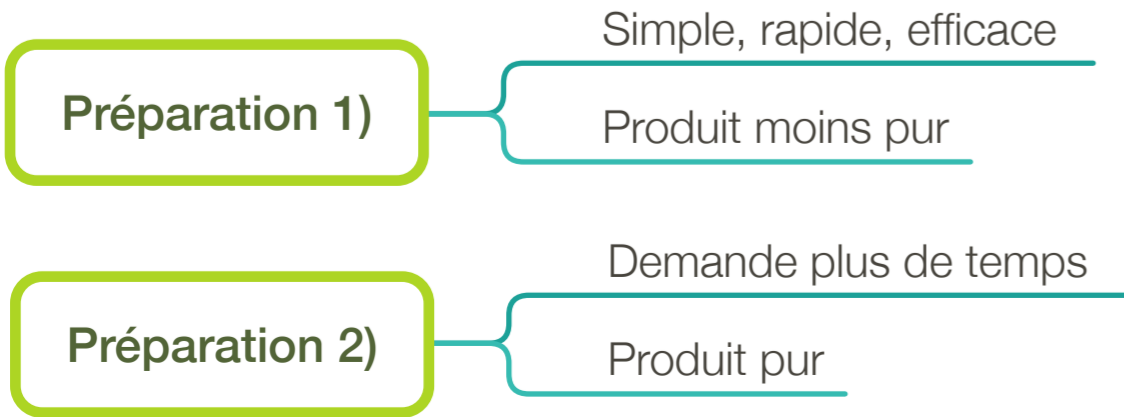 Simple, rapide, efficace
Préparation 1)
Produit moins pur
Demande plus de temps
Préparation 2)
Produit pur